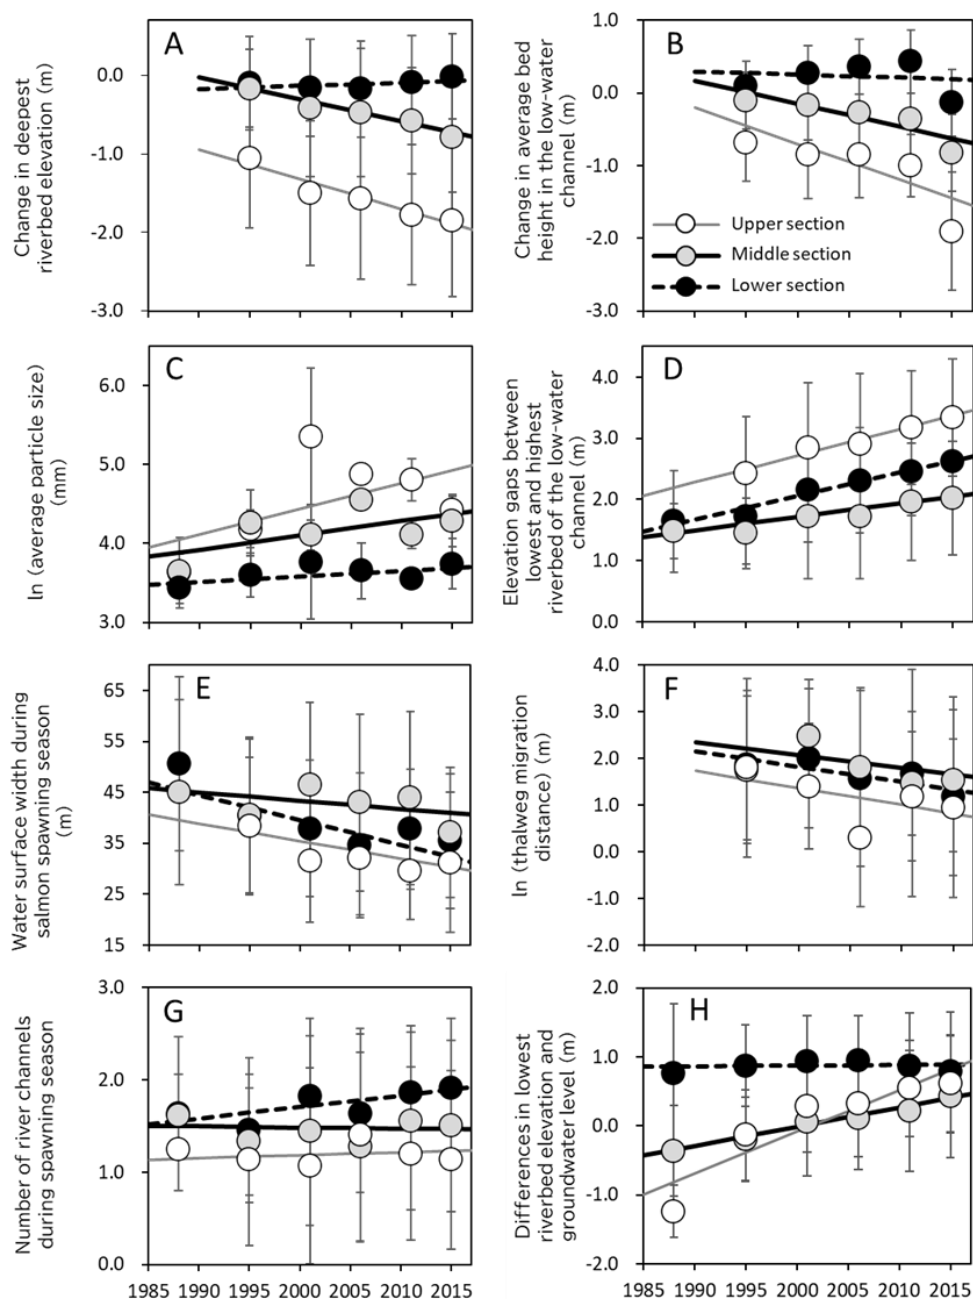 A
Change in deepest
riverbed elevation (m)
0.0
-1.0
-2.0
-3.0
B
Change in average bed
height in the low-water
channel (m)
1.0
0.0
-1.0
-2.0
-3.0
Upper section
Middle section
Lower section
C
ln (average particle size)
(mm)
6.0
5.0
4.0
3.0
D
Elevation gaps between
lowest and highest
riverbed of the low-water
channel (m)
4.0
3.0
2.0
1.0
0.0
E
Water surface width during
salmon spawning season
(m)
65
55
45
35
25
15
F
ln (thalweg migration
distance) (m)
4.0
3.0
2.0
1.0
0.0
-1.0
-2.0
G
Number of river channels
during spawning season
3.0
2.0
1.0
0.0
1985 1990 1995 2000 2005 2010 2015
H
Differences in lowest
riverbed elevation and
groundwater level (m)
2.0
1.0
0.0
-1.0
-2.0
1985 1990 1995 2000 2005 2010 2015